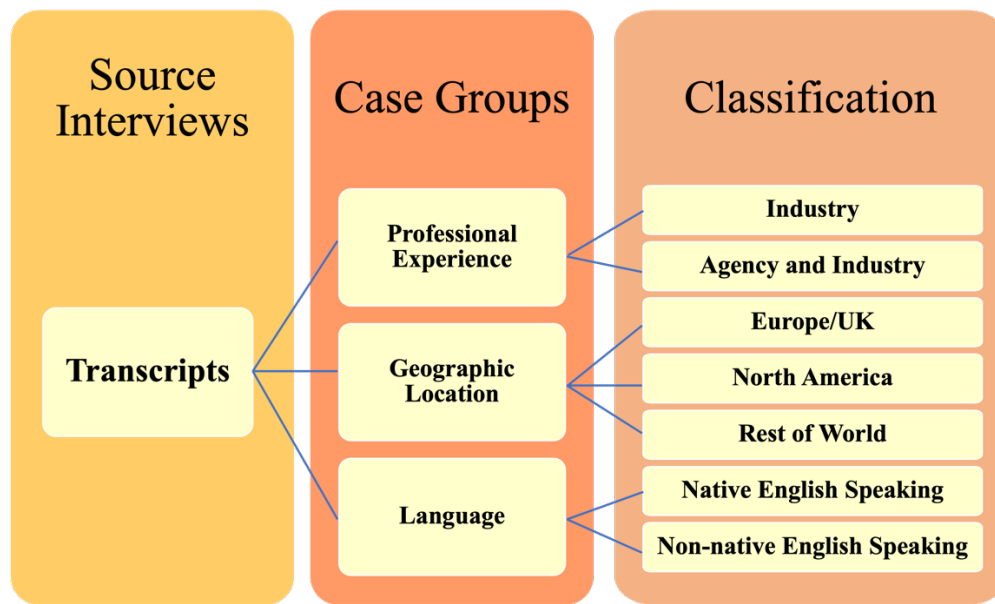 Source
Interviews
Case Groups
Classification
Transcripts
Professional
Experience
Geographic
Location
Language
Industry
Agency and Industry
Europe/UK
North America
Rest of World
Native English Speaking
Non-native English Speaking